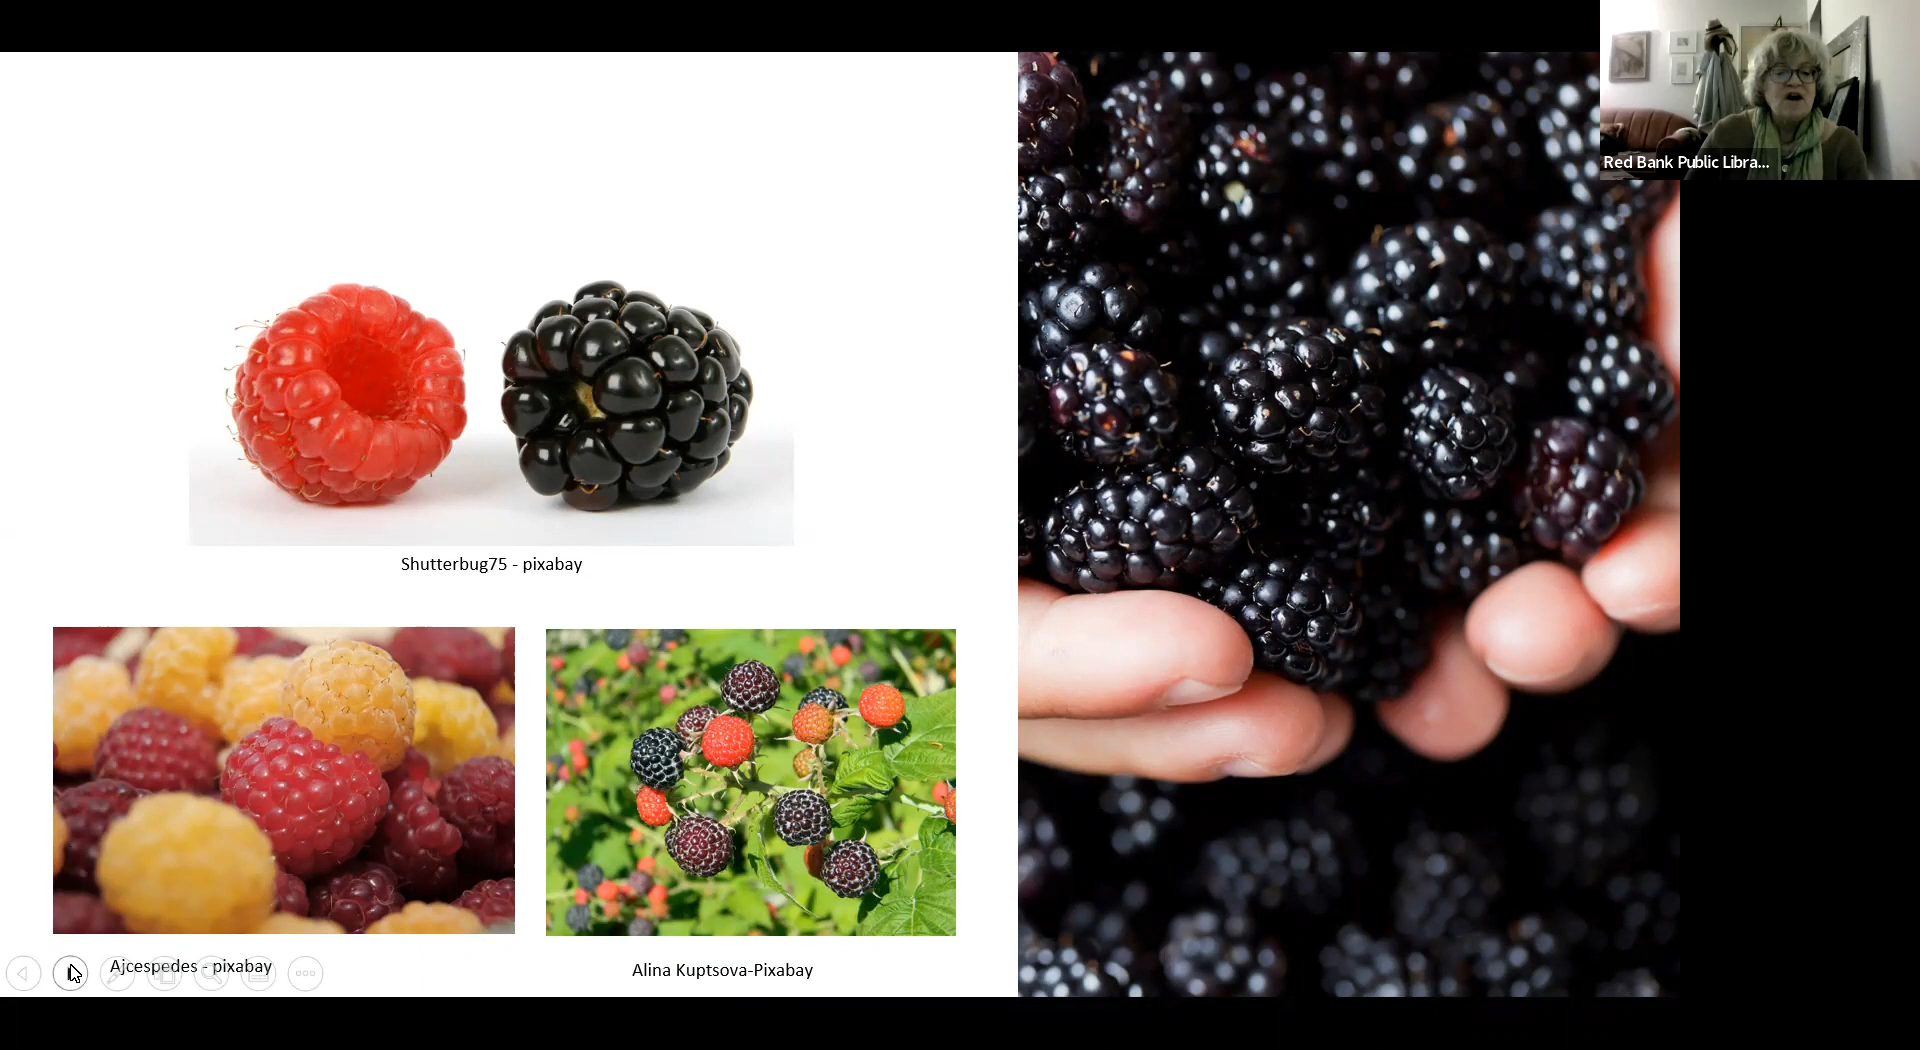 Red Bank Public Libra...
Shutterbug75 - pixabay
Ajcespedes - pixabay
Alina Kuptsova-Pixabay